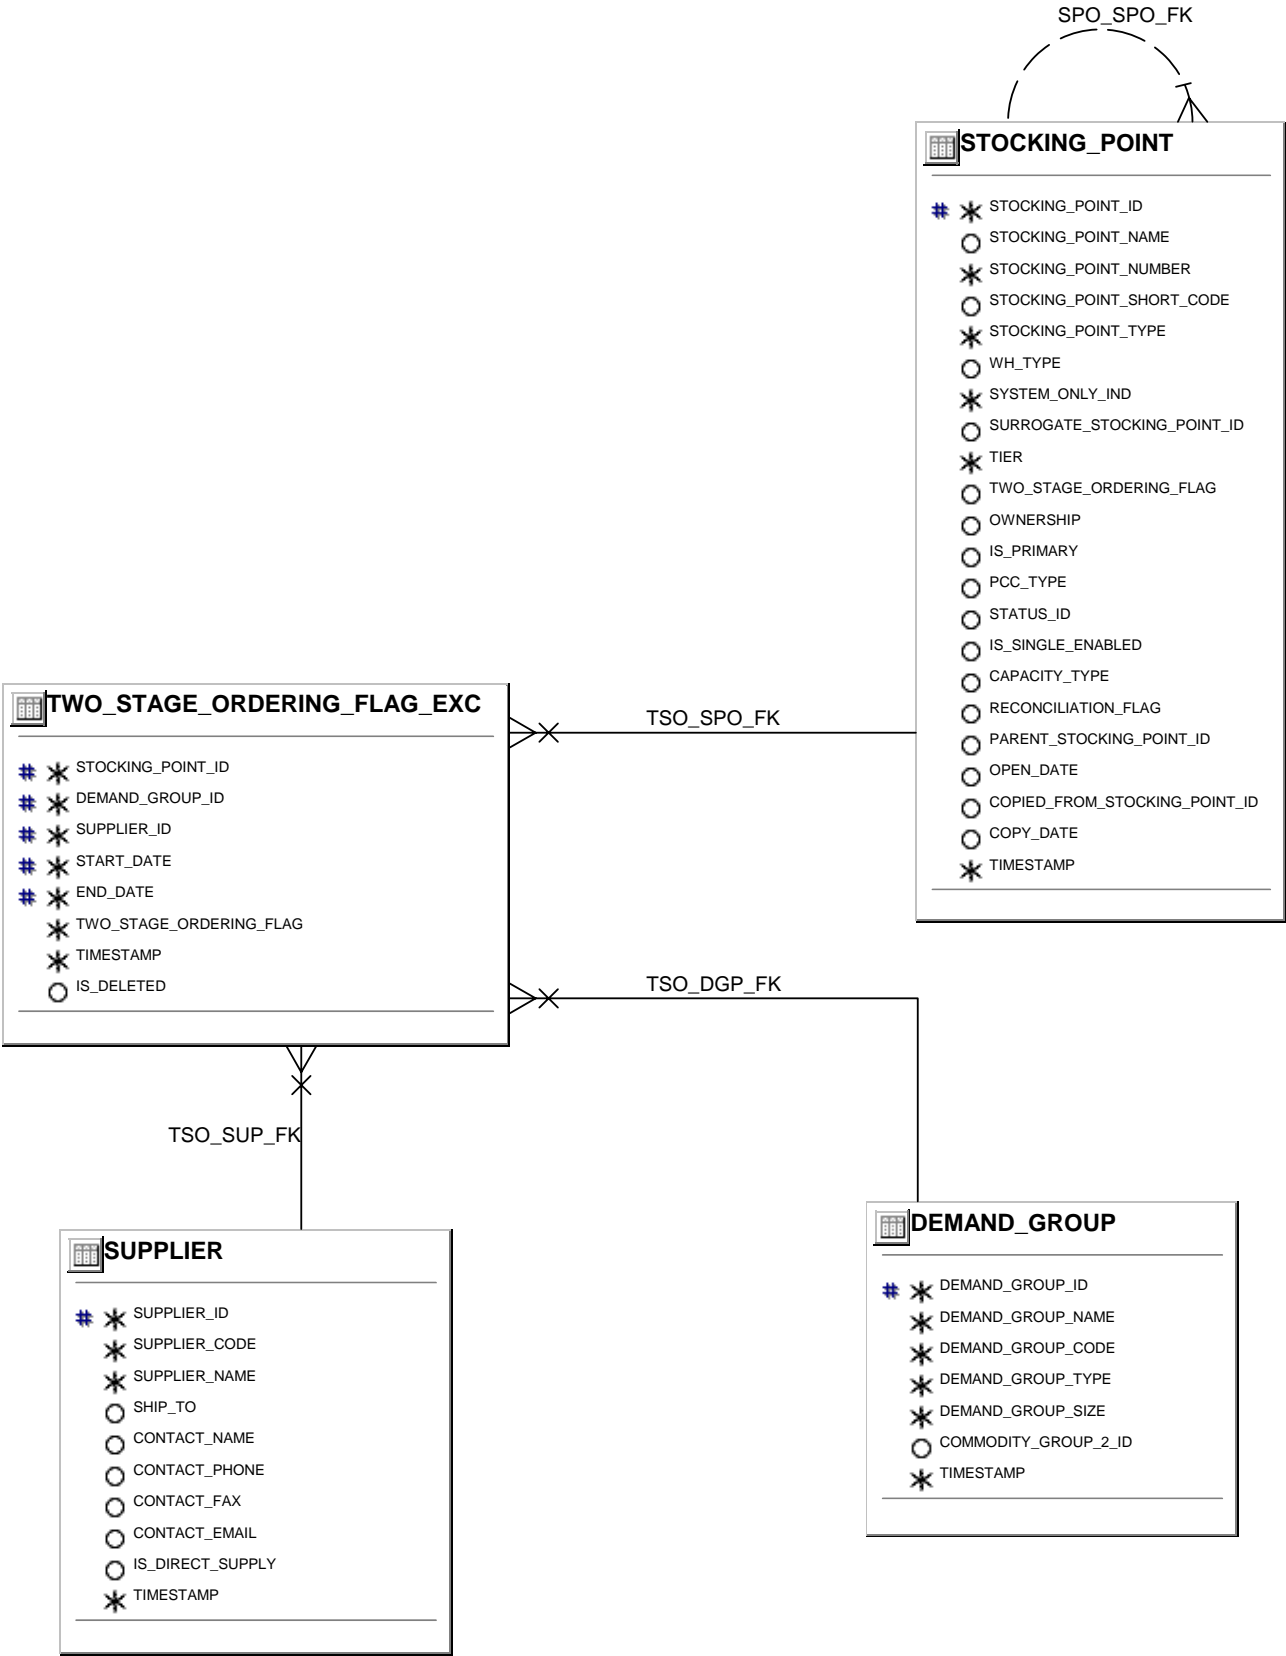 SPO_SPO_FK
STOCKING_POINT
# STOCKING_POINT_ID
STOCKING_POINT_NAME
STOCKING_POINT_NUMBER
STOCKING_POINT_SHORT_CODE
STOCKING_POINT_TYPE
WH_TYPE
SYSTEM_ONLY_IND
SURROGATE_STOCKING_POINT_ID
TIER
TWO_STAGE_ORDERING_FLAG
OWNERSHIP
IS_PRIMARY
PCC_TYPE
STATUS_ID
IS_SINGLE_ENABLED
CAPACITY_TYPE
RECONCILIATION_FLAG
PARENT_STOCKING_POINT_ID
OPEN_DATE
COPIED_FROM_STOCKING_POINT_ID
COPY_DATE
TIMESTAMP
TWO_STAGE_ORDERING_FLAG_EXC
# STOCKING_POINT_ID
# DEMAND_GROUP_ID
# SUPPLIER_ID
# START_DATE
# END_DATE
TWO_STAGE_ORDERING_FLAG
TIMESTAMP
IS_DELETED
TSO_SPO_FK
TSO_DGP_FK
TSO_SUP_FK
SUPPLIER
# SUPPLIER_ID
SUPPLIER_CODE
SUPPLIER_NAME
SHIP_TO
CONTACT_NAME
CONTACT_PHONE
CONTACT_FAX
CONTACT_EMAIL
IS_DIRECT_SUPPLY
TIMESTAMP
DEMAND_GROUP
# DEMAND_GROUP_ID
DEMAND_GROUP_NAME
DEMAND_GROUP_CODE
DEMAND_GROUP_TYPE
DEMAND_GROUP_SIZE
COMMODITY_GROUP_2_ID
TIMESTAMP